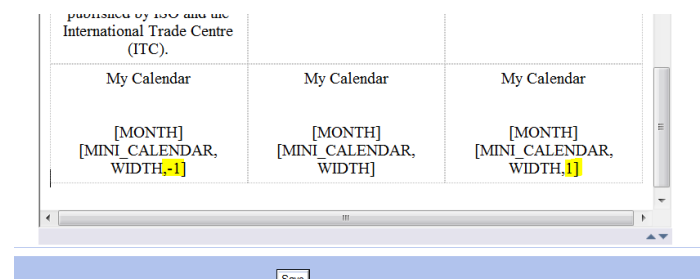 published by ISO and the
International Trade Centre
(ITC).
My Calendar My Calendar My Calendar
[MONTH] [MONTH] [MONTH]
[MINI_CALENDAR, [MINI_CALENDAR, [MINI_CALENDAR,
WIDTH,-1] WIDTH] WIDTH,1]
Save